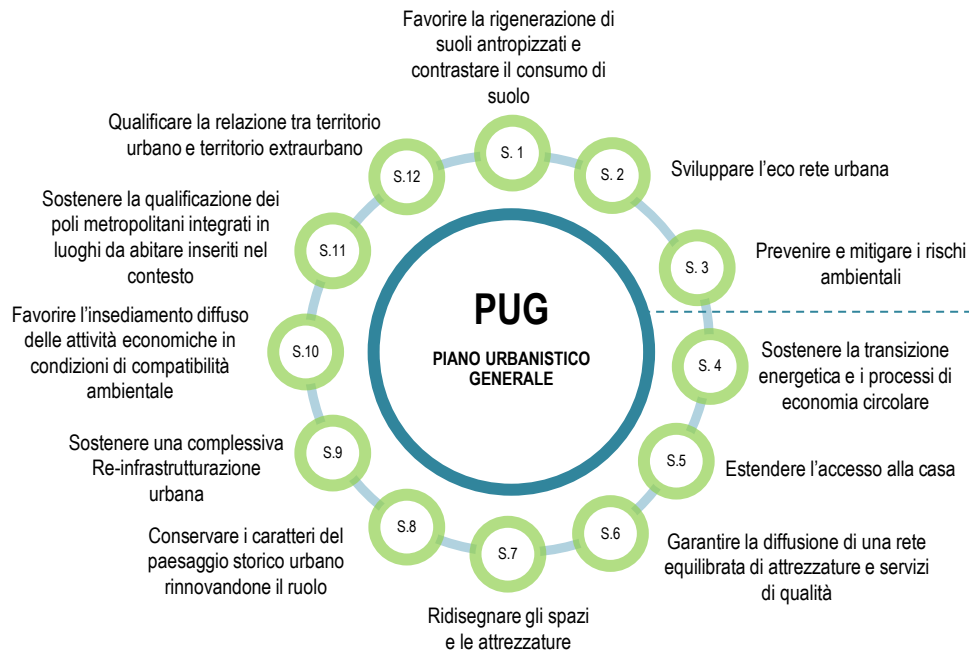 Favorire la rigenerazione di
suoli antropizzati e
contrastare il consumo di
suolo
S. 1
S. 2
Sviluppare l’eco rete urbana
S. 3
Prevenire e mitigare i rischi
ambientali
S. 4
Sostenere la transizione
energetica e i processi di
economia circolare
S.5
Estendere l’accesso alla casa
S.6
Garantire la diffusione di una rete
equilibrata di attrezzature e servizi
di qualità
S.7
Ridisegnare gli spazi
e le attrezzature
S.8
Conservare i caratteri del
paesaggio storico urbano
rinnovandone il ruolo
S.9
Sostenere una complessiva
Re-infrastrutturazione
urbana
S.10
Favorire l’insediamento diffuso
delle attività economiche in
condizioni di compatibilità
ambientale
S.11
Sostenere la qualificazione dei
poli metropolitani integrati in
luoghi da abitare inseriti nel
contesto
S.12
Qualificare la relazione tra territorio
urbano e territorio extraurbano
PUG
PIANO URBANISTICO
GENERALE